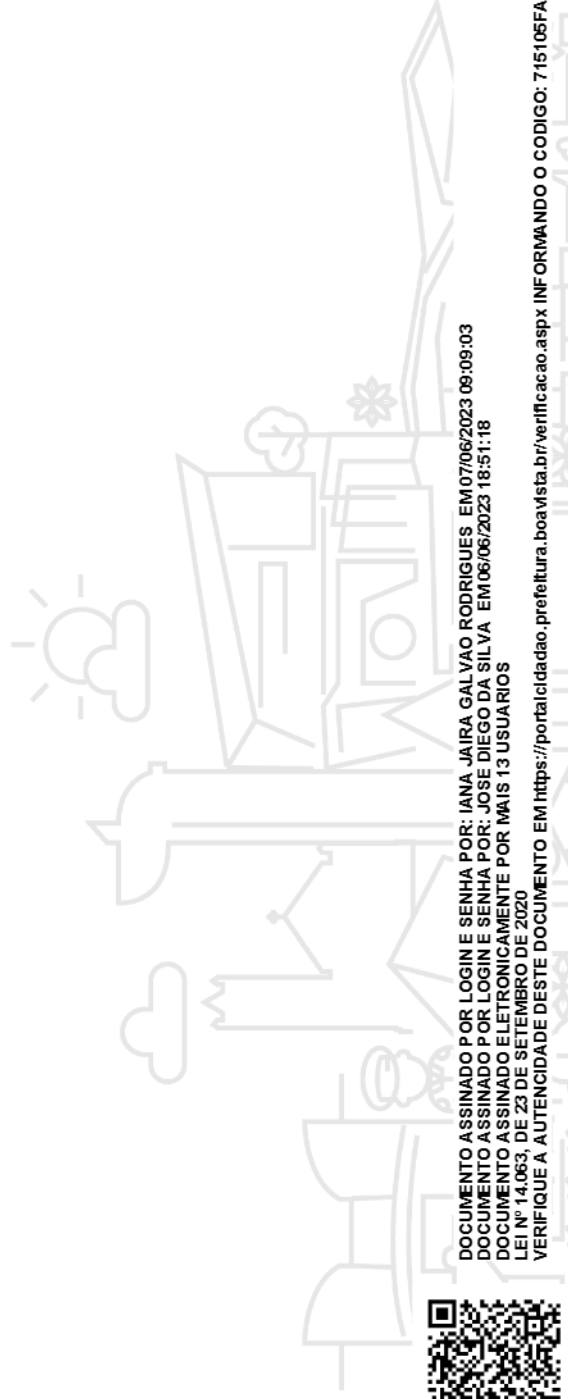 DOCUMENTO ASSINADO POR LOGIN E SENHA POR: IANA JAIRA GALVAO RODRIGUES EM 07/06/2023 09:09:03
DOCUMENTO ASSINADO POR LOGIN E SENHA POR: JOSE DIEGO DA SILVA EM 06/06/2023 18:51:18
DOCUMENTO ASSINADO ELETRONICAMENTE POR MAIS 13 USUARIOS
LEI Nº 14.063, DE 23 DE SETEMBRO DE 2020
VERIFIQUE A AUTENCIDADE DESTE DOCUMENTO EM https://portalcidadao.prefeitura.boavista.br/verificacao.aspx INFORMANDO O CODIGO: 715105FA